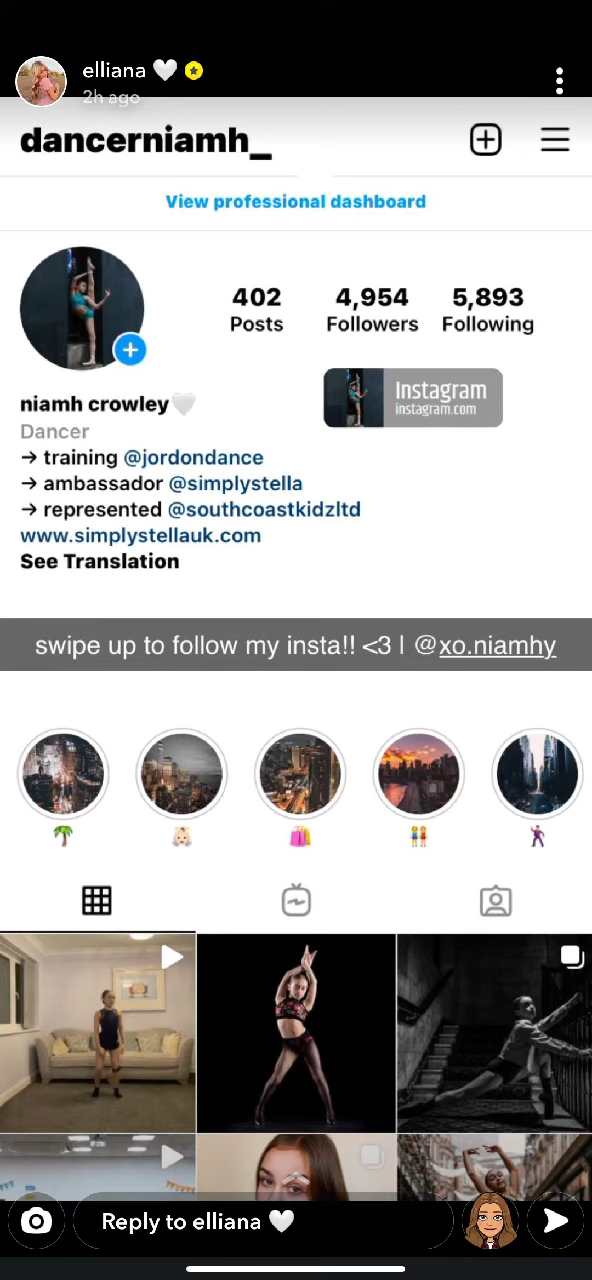 elliana 🤍
2h ago
dancerniamh_
View professional dashboard
402 4,954 5,893
Posts Followers Following
niamh crowley🤍
Instagram
instagram.com
Dancer
→ training @jordondance
→ ambassador @simplystella
→ represented @southcoastkidzltd
www.simplystellauk.com
See Translation
swipe up to follow my insta!! <3 | @xo.niamhy
🌴 👶🏻 🛍️ 👭 🕺
Reply to elliana 🤍